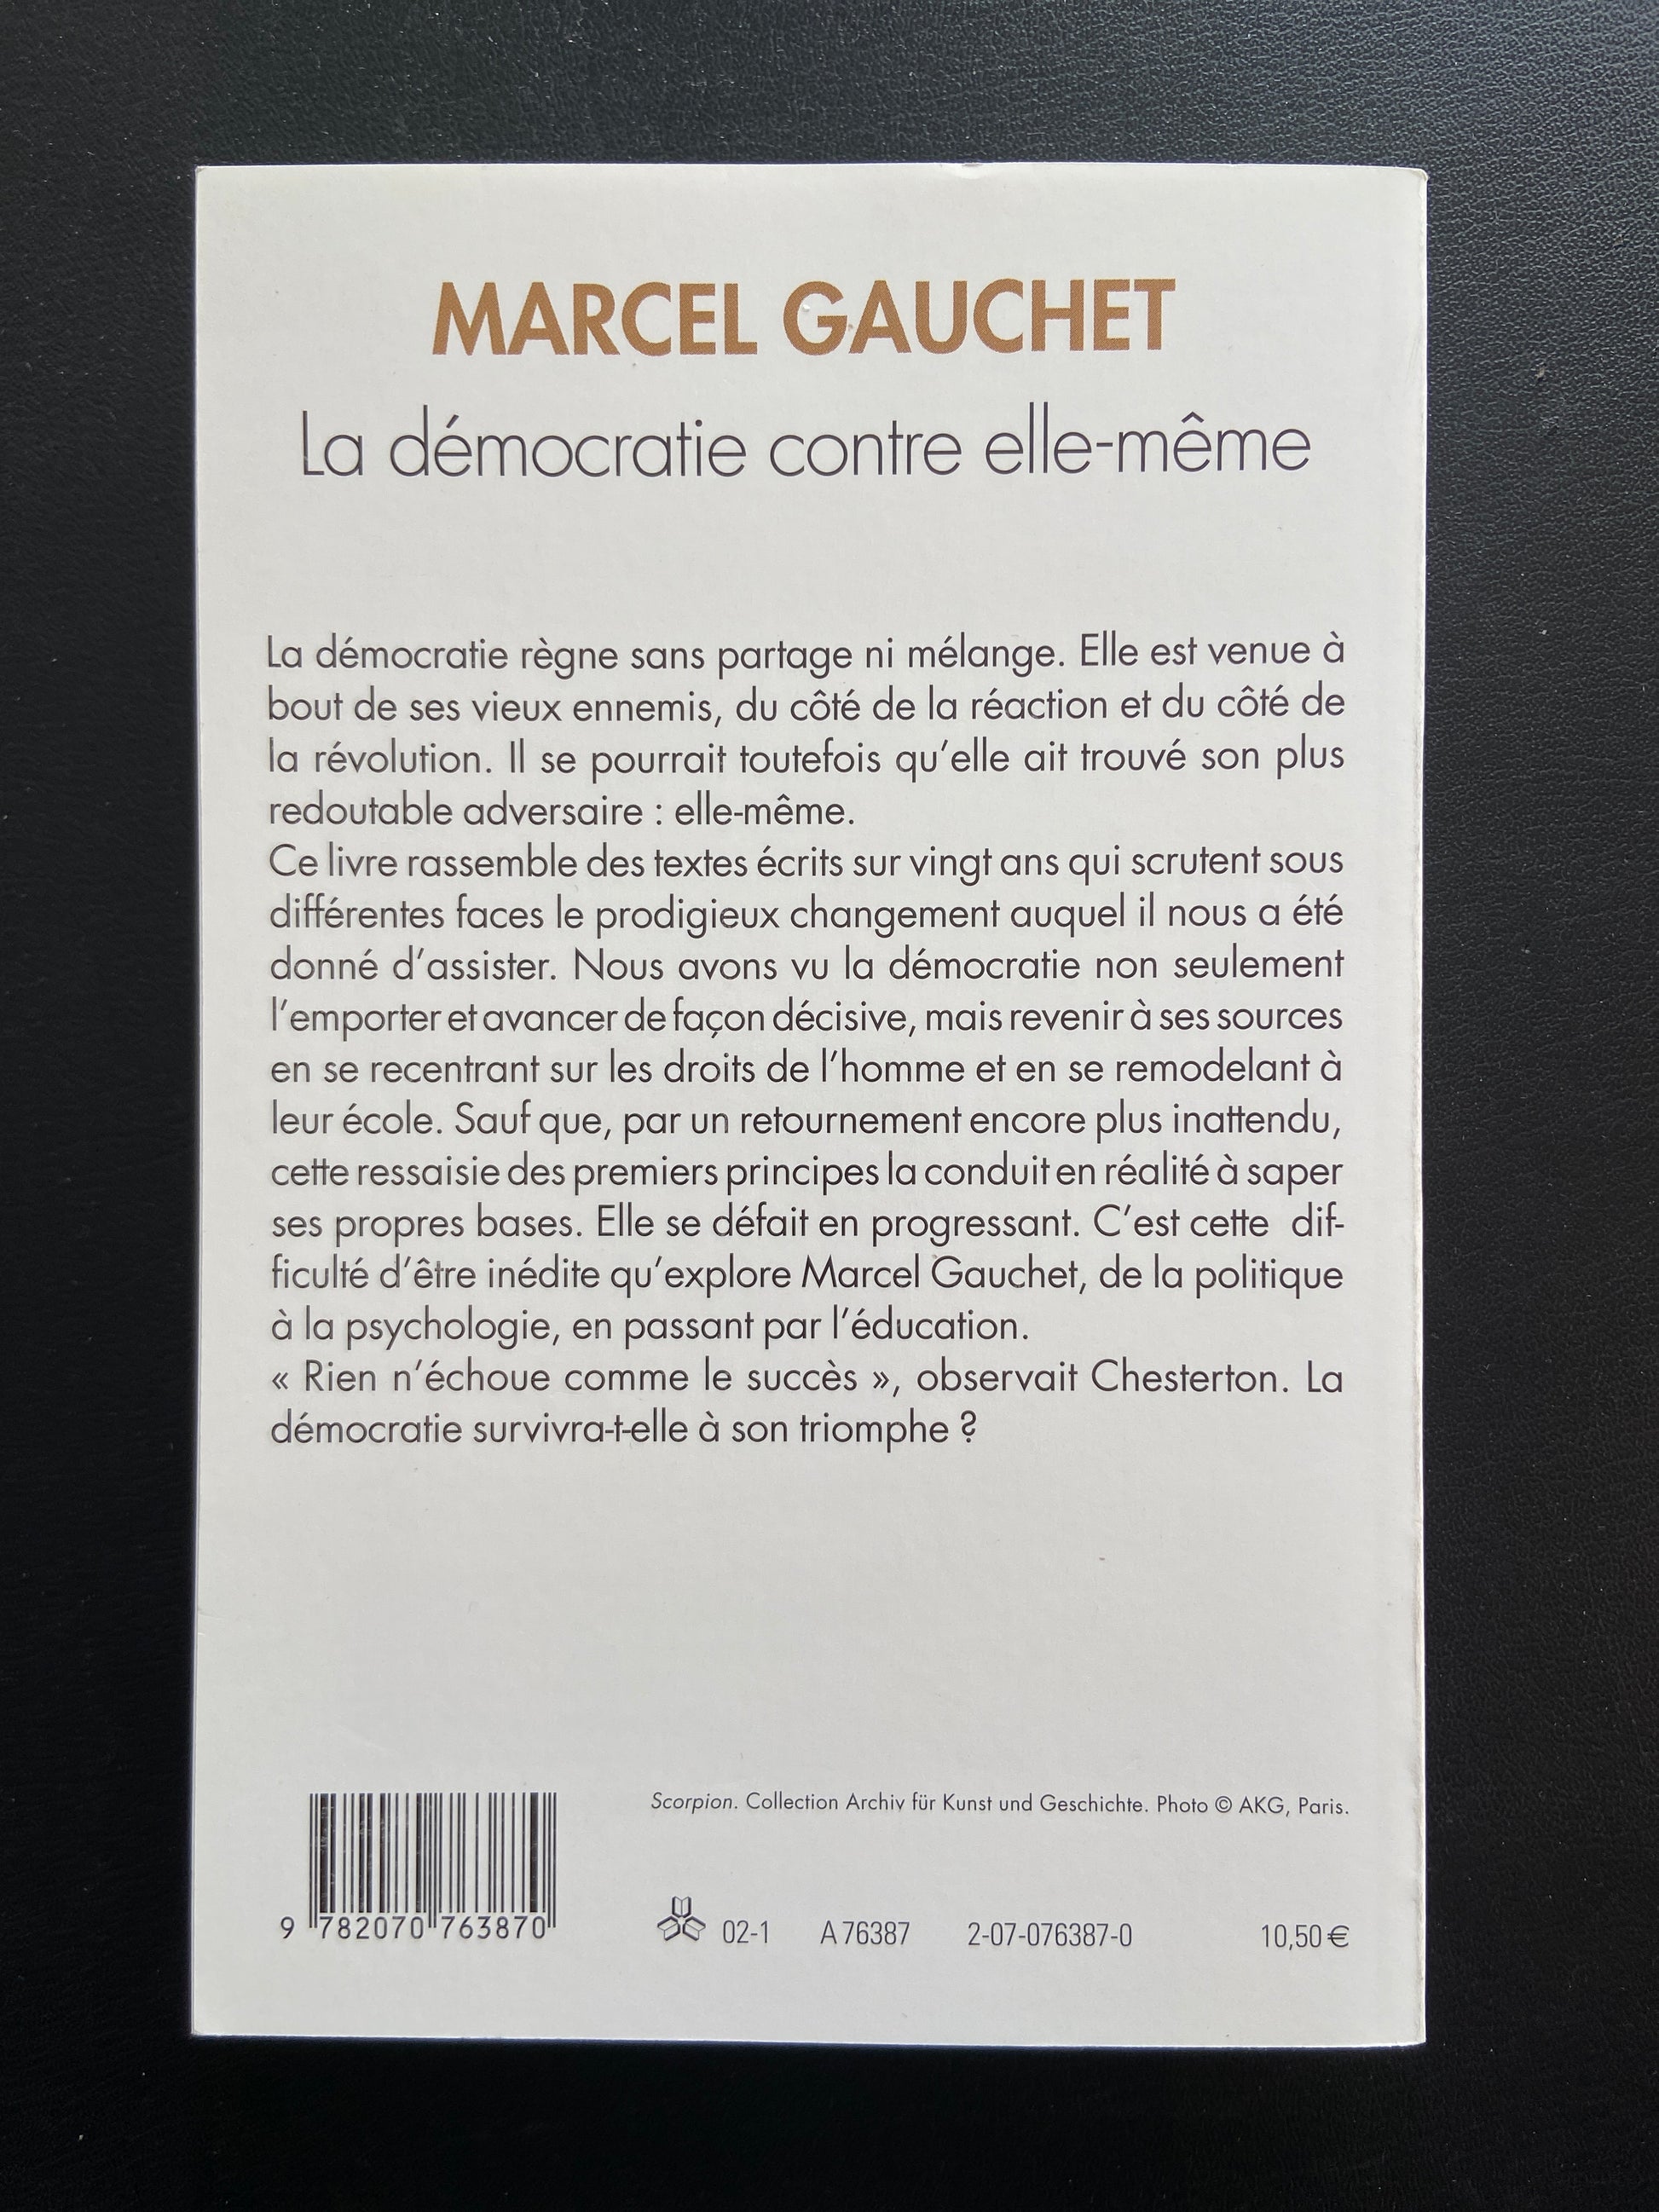 MARCEL GAUCHET
La démocratie contre elle-même
La démocratie règne sans partage ni mélange. Elle est venue à
bout de ses vieux ennemis, du côté de la réaction et du côté de
la révolution. Il se pourrait toutefois qu'elle ait trouvé son plus
redoutable adversaire : elle-même.
Ce livre rassemble des textes écrits sur vingt ans qui scrutent sous
différentes faces le prodigieux changement auquel il nous a été
donné d'assister. Nous avons vu la démocratie non seulement
l'emporter et avancer de façon décisive, mais revenir à ses sources
en se recentrant sur les droits de l'homme et en se remodelant à
leur école. Sauf que, par un retournement encore plus inattendu,
cette ressaisie des premiers principes la conduit en réalité à saper
ses propres bases. Elle se défait en progressant. C'est cette dif-
ficulté d'être inédite qu'explore Marcel Gauchet, de la politique
à la psychologie, en passant par l'éducation.
« Rien n'échoue comme le succès », observait Chesterton. La
démocratie survivra-t-elle à son triomphe ?
Scorpion. Collection Archiv für Kunst und Geschichte. Photo © AKG, Paris.
9 782070 763870
02-1 A 76387 2-07-076387-0 10,50 €